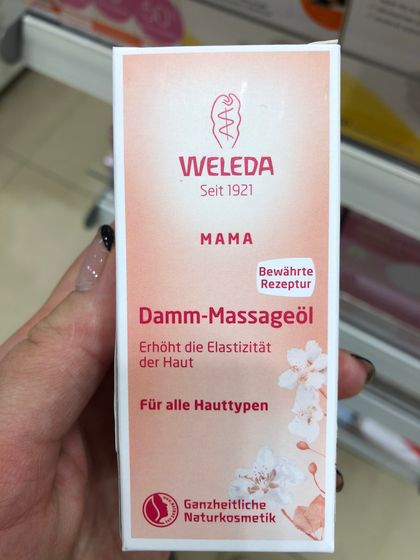 WELEDA
Seit 1921
MAMA
Bewährte
Rezeptur
Damm-Massageöl
Erhöht die Elastizität
der Haut
Für alle Hauttypen
Ganzheitliche
Naturkosmetik